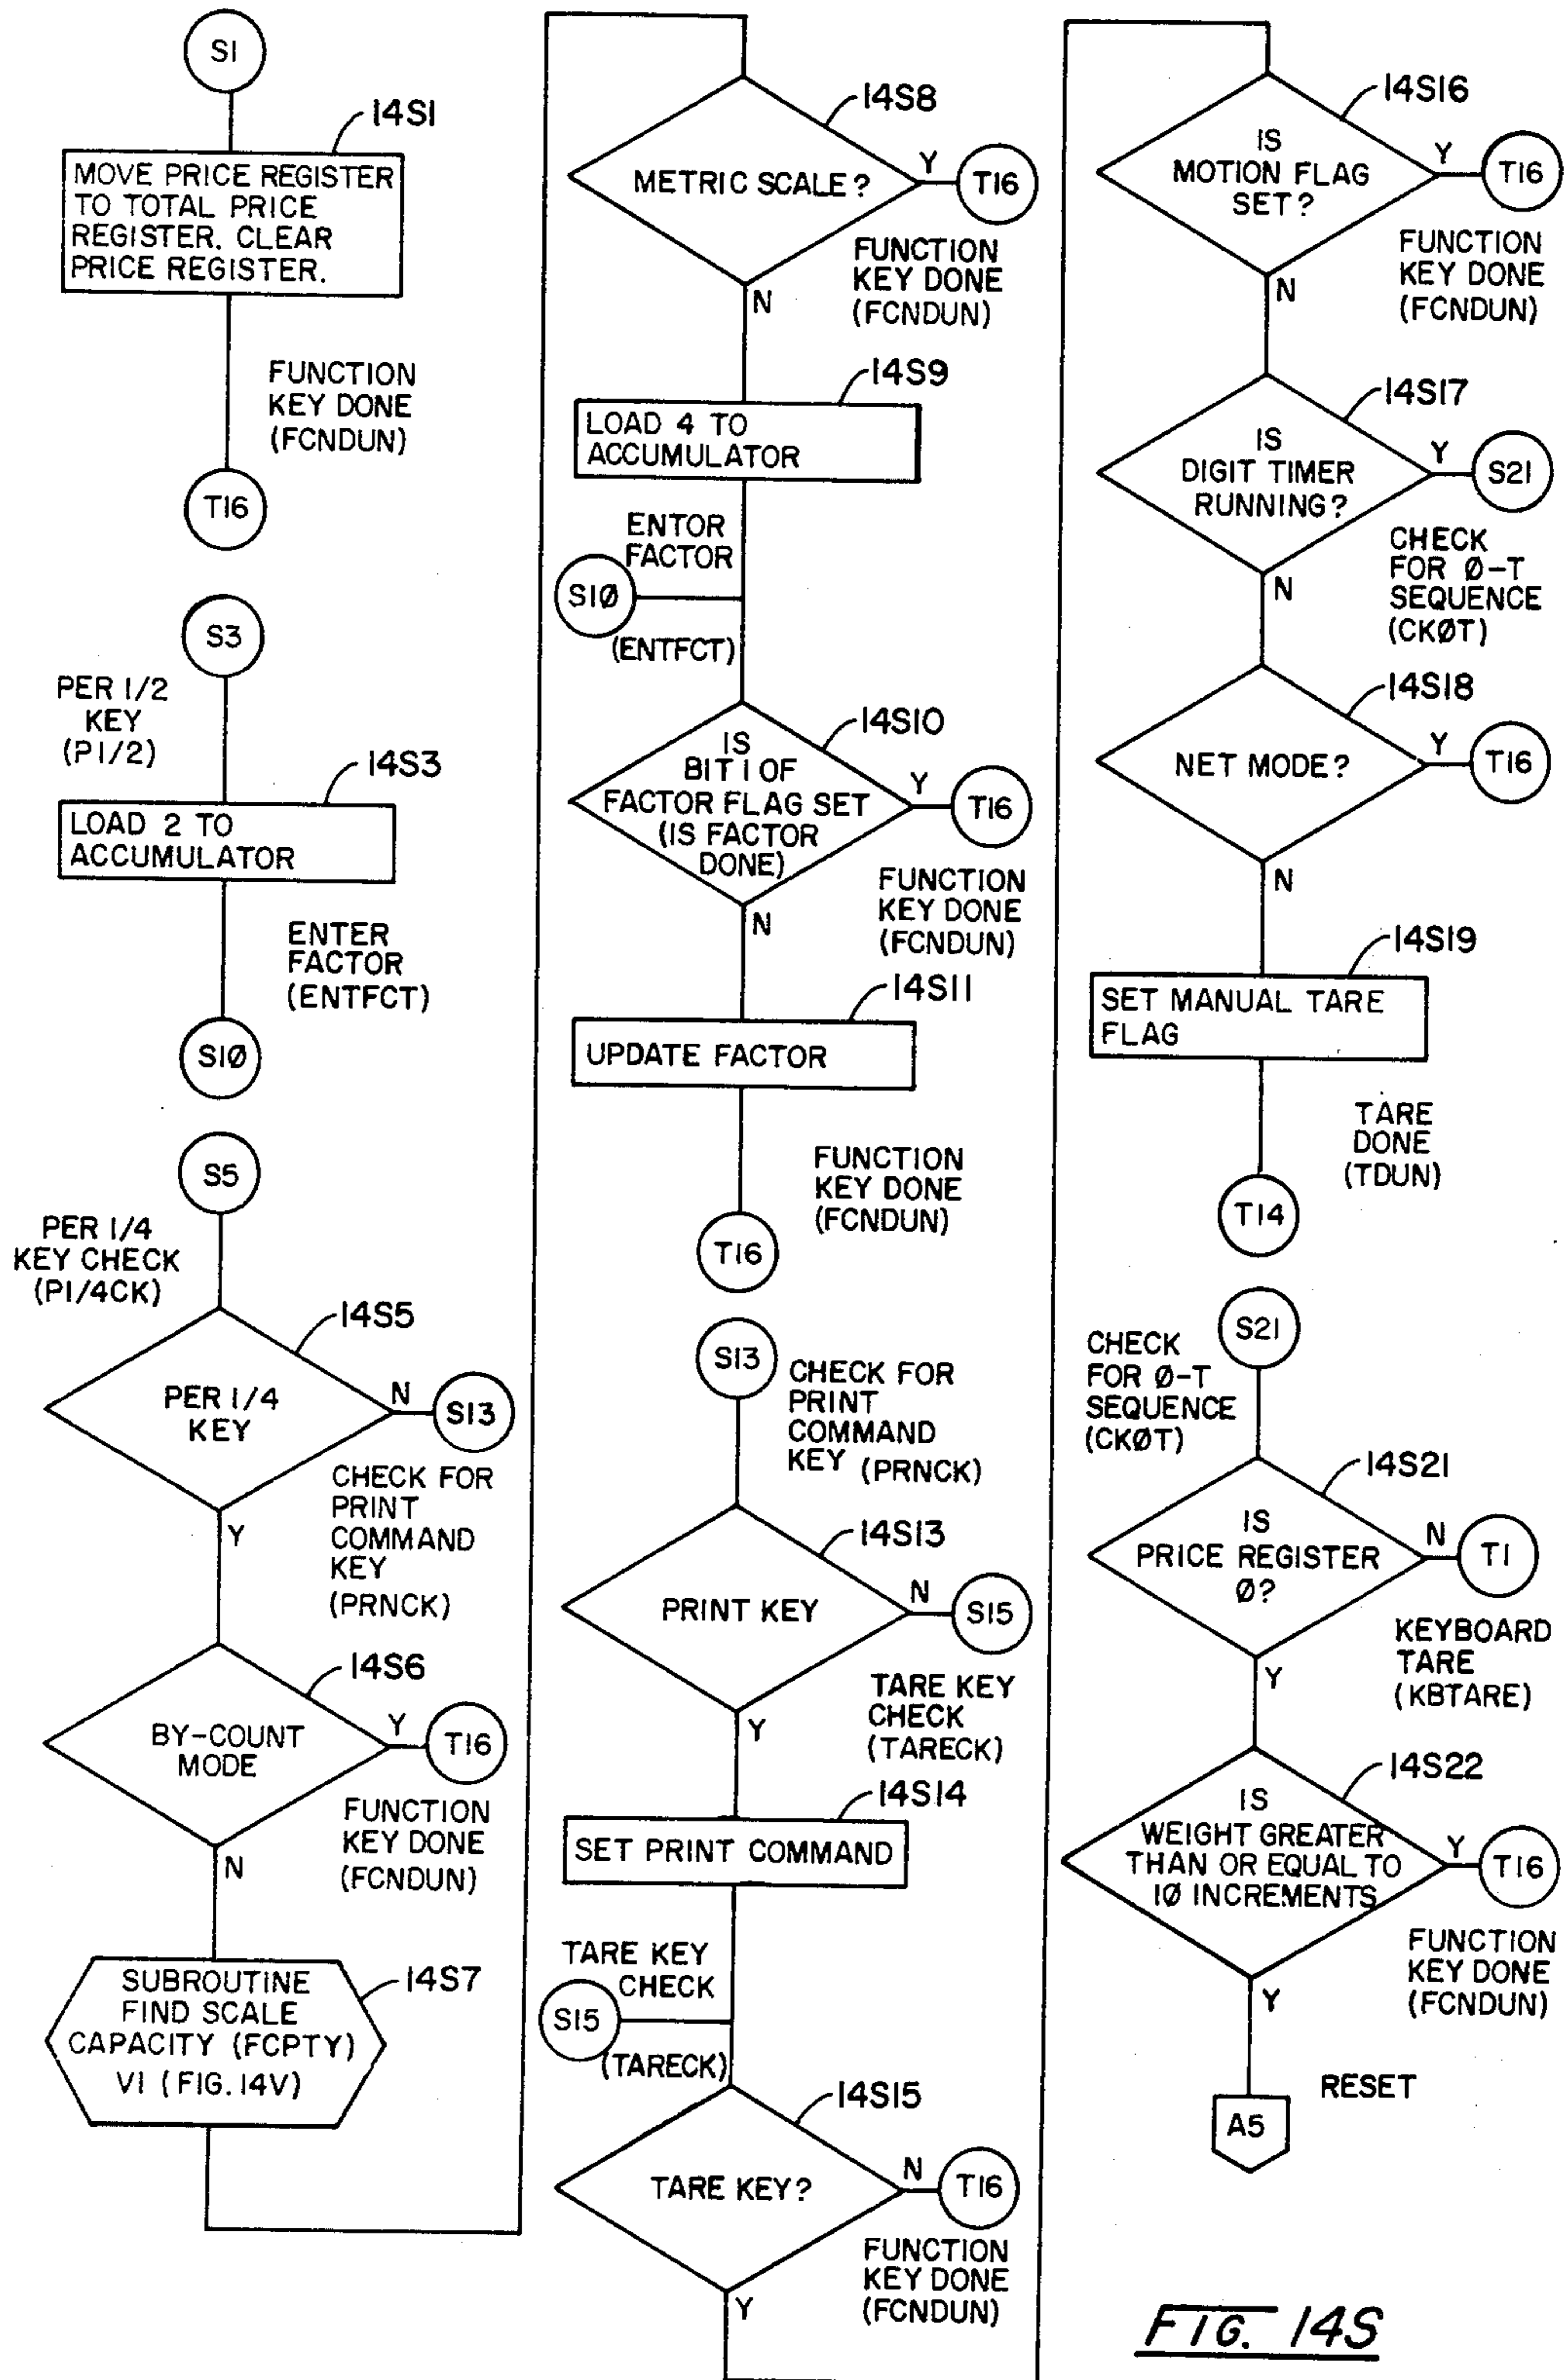 S1
14S1
MOVE PRICE REGISTER
TO TOTAL PRICE
REGISTER. CLEAR
PRICE REGISTER.
FUNCTION
KEY DONE
(FCNDUN)
T16
S3
PER 1/2
KEY
(P1/2)
14S3
LOAD 2 TO
ACCUMULATOR
ENTER
FACTOR
(ENTFCT)
S1Ø
S5
PER 1/4
KEY CHECK
(P1/4CK)
14S5
PER 1/4
KEY
N
S13
CHECK FOR
PRINT
COMMAND
KEY
(PRNCK)
Y
14S6
BY-COUNT
MODE
Y
T16
FUNCTION
KEY DONE
(FCNDUN)
N
14S7
SUBROUTINE
FIND SCALE
CAPACITY (FCPTY)
V1 (FIG. 14V)
14S8
METRIC SCALE?
Y
T16
FUNCTION
KEY DONE
(FCNDUN)
N
14S9
LOAD 4 TO
ACCUMULATOR
ENTOR
FACTOR
S1Ø
(ENTFCT)
14S10
IS
BIT 1 OF
FACTOR FLAG SET
(IS FACTOR
DONE)
Y
T16
FUNCTION
KEY DONE
(FCNDUN)
N
14S11
UPDATE FACTOR
FUNCTION
KEY DONE
(FCNDUN)
T16
S13
CHECK FOR
PRINT
COMMAND
KEY (PRNCK)
14S13
PRINT KEY
N
S15
TARE KEY
CHECK
(TARECK)
Y
14S14
SET PRINT COMMAND
TARE KEY
CHECK
S15
(TARECK)
14S15
TARE KEY?
N
T16
FUNCTION
KEY DONE
(FCNDUN)
Y
14S16
IS
MOTION FLAG
SET?
Y
T16
FUNCTION
KEY DONE
(FCNDUN)
N
14S17
IS
DIGIT TIMER
RUNNING?
Y
S21
CHECK
FOR Ø-T
SEQUENCE
(CKØT)
N
14S18
NET MODE?
Y
T16
N
14S19
SET MANUAL TARE
FLAG
TARE
DONE
(TDUN)
T14
S21
CHECK
FOR Ø-T
SEQUENCE
(CKØT)
14S21
IS
PRICE REGISTER
Ø?
N
T1
KEYBOARD
TARE
(KBTARE)
Y
14S22
IS
WEIGHT GREATER
THAN OR EQUAL TO
1Ø INCREMENTS
Y
T16
FUNCTION
KEY DONE
(FCNDUN)
Y
RESET
A5
FIG. 14S